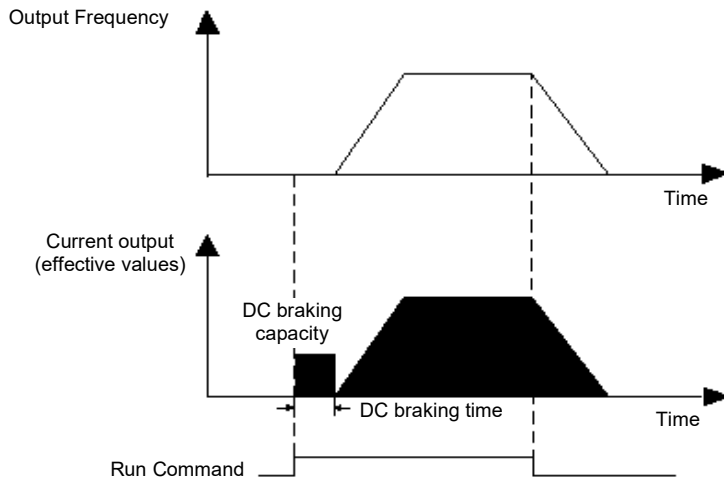 Output Frequency
Time
Current output
(effective values)
DC braking
capacity
DC braking time
Time
Run Command